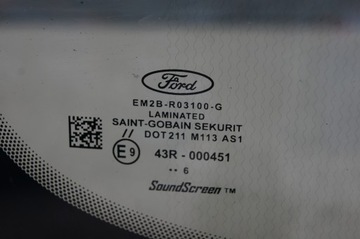 Ford
EM2B-R03100-G
LAMINATED
SAINT-GOBAIN SEKURIT
// DOT211 M113 AS1
E9 43R - 000451
•• 6
SoundScreen™